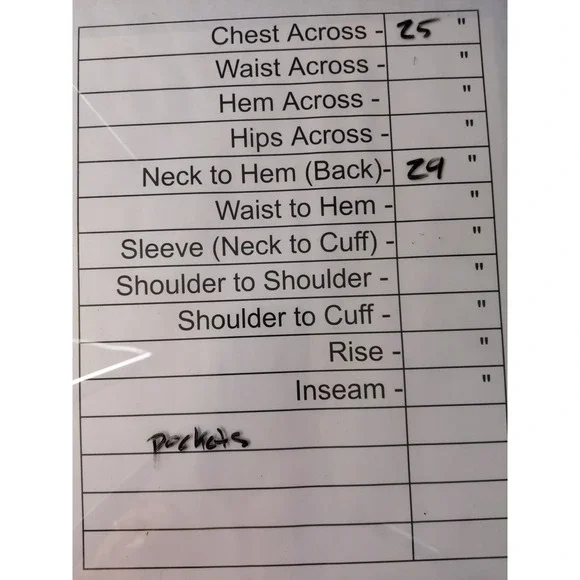 Chest Across - 25 "
Waist Across - "
Hem Across - "
Hips Across - "
Neck to Hem (Back)- 29 "
Waist to Hem - "
Sleeve (Neck to Cuff) - "
Shoulder to Shoulder - "
Shoulder to Cuff - "
Rise - "
Inseam - "
pockets